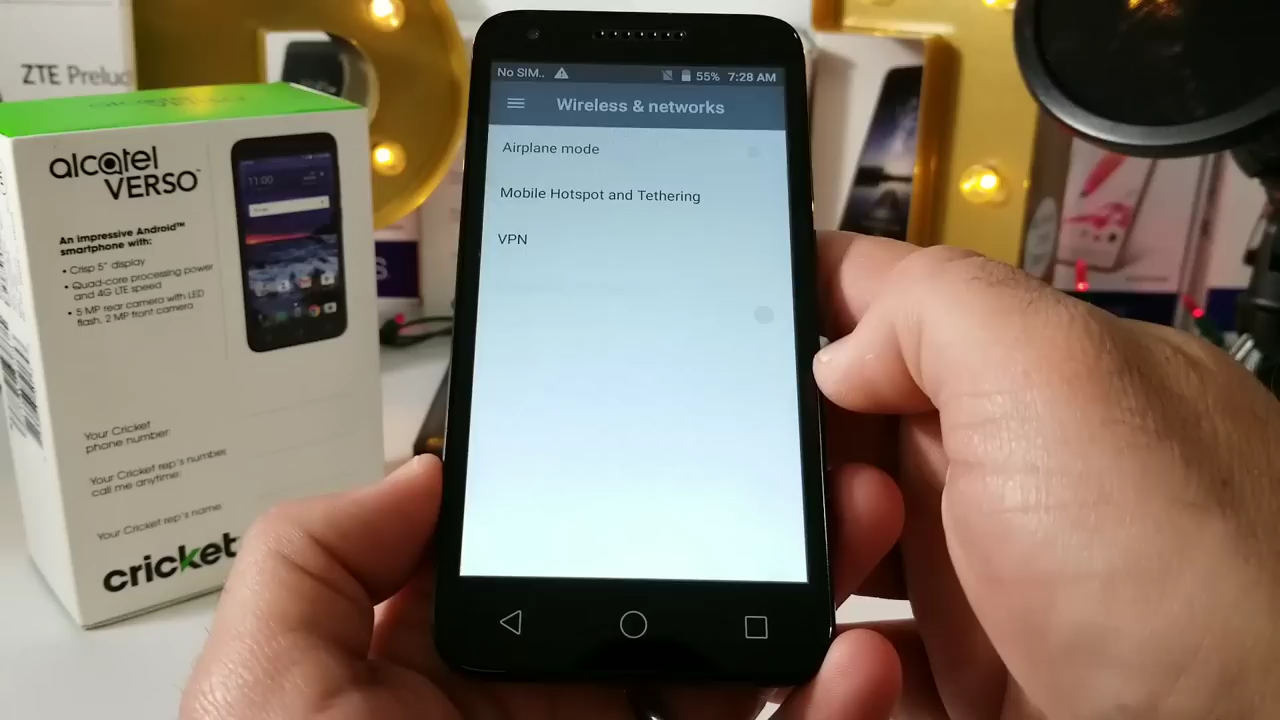 ZTE Prelud
alcatel
VERSO™
An impressive Android™
smartphone with:
• Crisp 5" display
• Quad-core processing power
and 4G LTE speed
• 5 MP rear camera with LED
flash, 2 MP front camera
11:00
Your Cricket
phone number:
Your Cricket rep's number,
call me anytime:
Your Cricket rep's name
cricket
No SIM.. 55% 7:28 AM
Wireless & networks
Airplane mode
Mobile Hotspot and Tethering
VPN
S